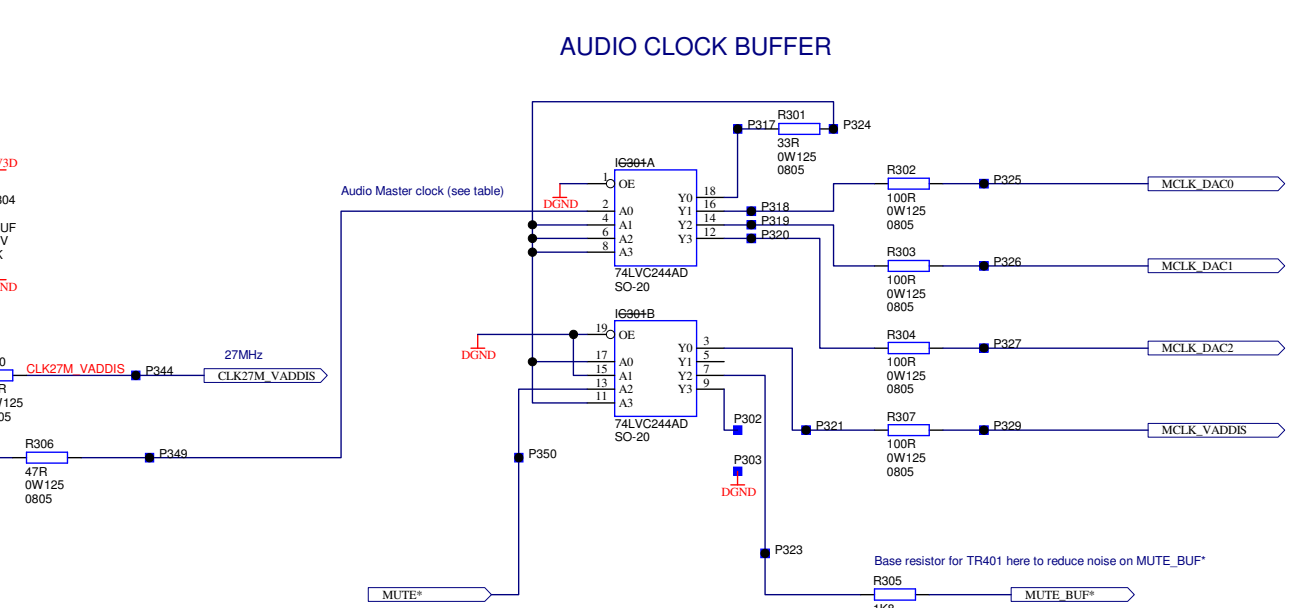 AUDIO CLOCK BUFFER
R301
P317
P324
33R
0W125
0805
IC301A
Audio Master clock (see table)
DGND
1
OE
2
A0
4
A1
6
A2
8
A3
Y0
18
Y1
16
Y2
14
Y3
12
P318
P319
P320
74LVC244AD
SO-20
R302
100R
0W125
0805
P325
MCLK_DAC0
R303
100R
0W125
0805
P326
MCLK_DAC1
IC301B
DGND
19
OE
17
A0
15
A1
13
A2
11
A3
Y0
3
Y1
5
Y2
7
Y3
9
74LVC244AD
SO-20
R304
100R
0W125
0805
P327
MCLK_DAC2
27MHz
CLK27M_VADDIS
P344
CLK27M_VADDIS
P302
P303
DGND
P321
R307
100R
0W125
0805
P329
MCLK_VADDIS
R306
47R
0W125
0805
P349
P350
P323
Base resistor for TR401 here to reduce noise on MUTE_BUF*
R305
MUTE*
MUTE_BUF*